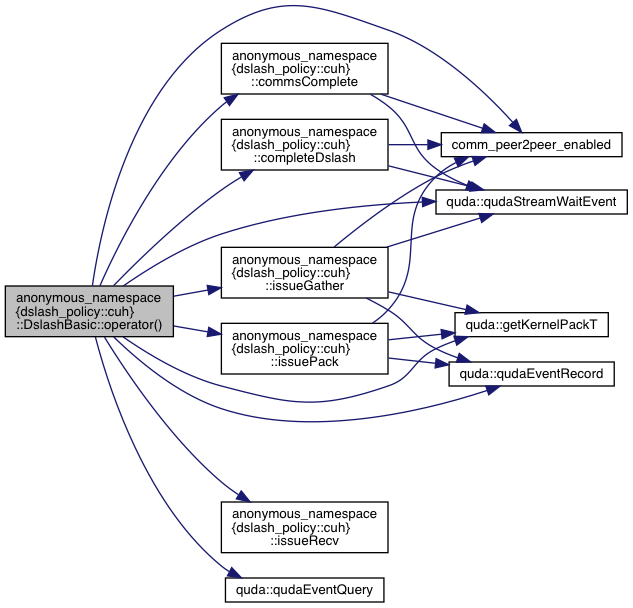 anonymous_namespace
{dslash_policy::cuh}
::DslashBasic::operator()
anonymous_namespace
{dslash_policy::cuh}
::commsComplete
anonymous_namespace
{dslash_policy::cuh}
::completeDslash
anonymous_namespace
{dslash_policy::cuh}
::issueGather
anonymous_namespace
{dslash_policy::cuh}
::issuePack
anonymous_namespace
{dslash_policy::cuh}
::issueRecv
quda::qudaEventQuery
comm_peer2peer_enabled
quda::qudaStreamWaitEvent
quda::getKernelPackT
quda::qudaEventRecord